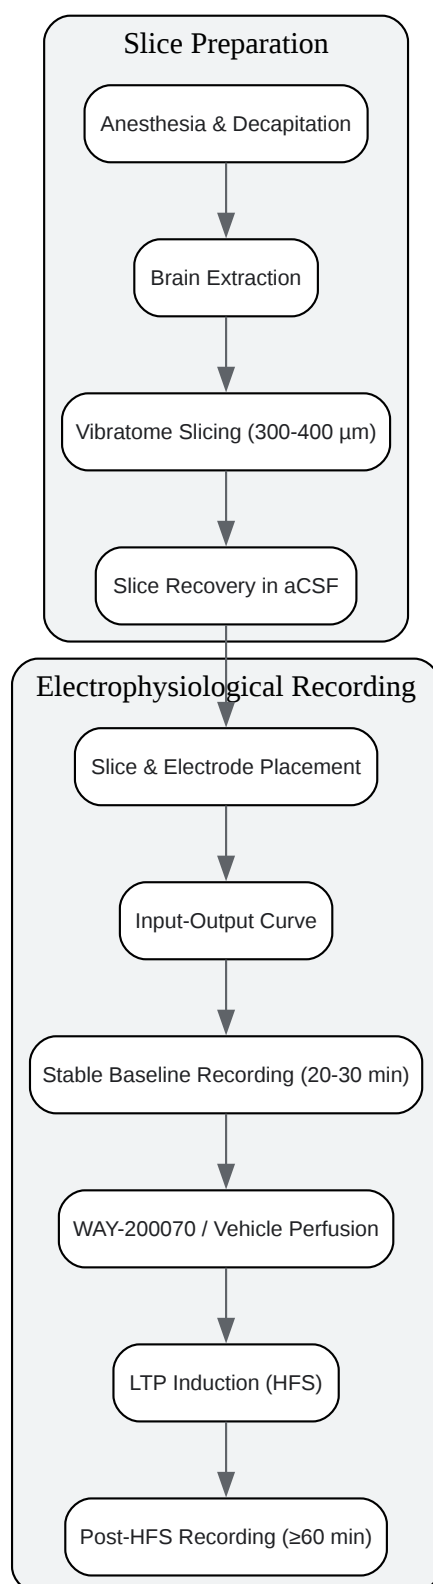 Slice Preparation
Anesthesia & Decapitation
Brain Extraction
Vibratome Slicing (300-400 µm)
Slice Recovery in aCSF
Electrophysiological Recording
Slice & Electrode Placement
Input-Output Curve
Stable Baseline Recording (20-30 min)
WAY-200070 / Vehicle Perfusion
LTP Induction (HFS)
Post-HFS Recording (≥60 min)